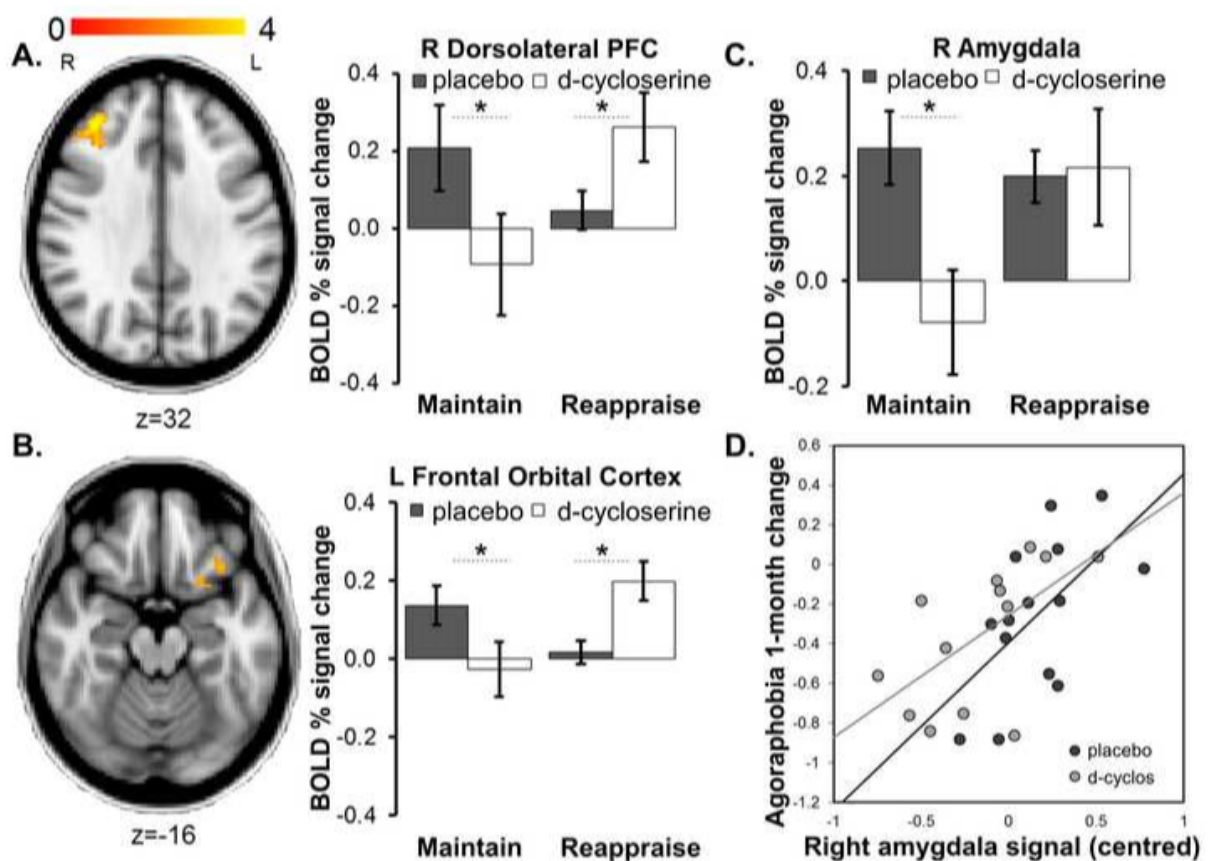 0 4
A. R L
z=32
R Dorsolateral PFC
placebo d-cycloserine
* *
BOLD % signal change
0.4
0.2
0.0
-0.2
-0.4
Maintain Reappraise
C. R Amygdala
placebo d-cycloserine
*
BOLD % signal change
0.4
0.2
0.0
-0.2
Maintain Reappraise
B.
z=-16
L Frontal Orbital Cortex
placebo d-cycloserine
* *
BOLD % signal change
0.4
0.2
0.0
-0.2
-0.4
Maintain Reappraise
D.
Agoraphobia 1-month change
0.6
0.4
0.2
0
-0.2
-0.4
-0.6
-0.8
-1
-1.2
placebo
d-cyclos
-1 -0.5 0 0.5 1
Right amygdala signal (centred)